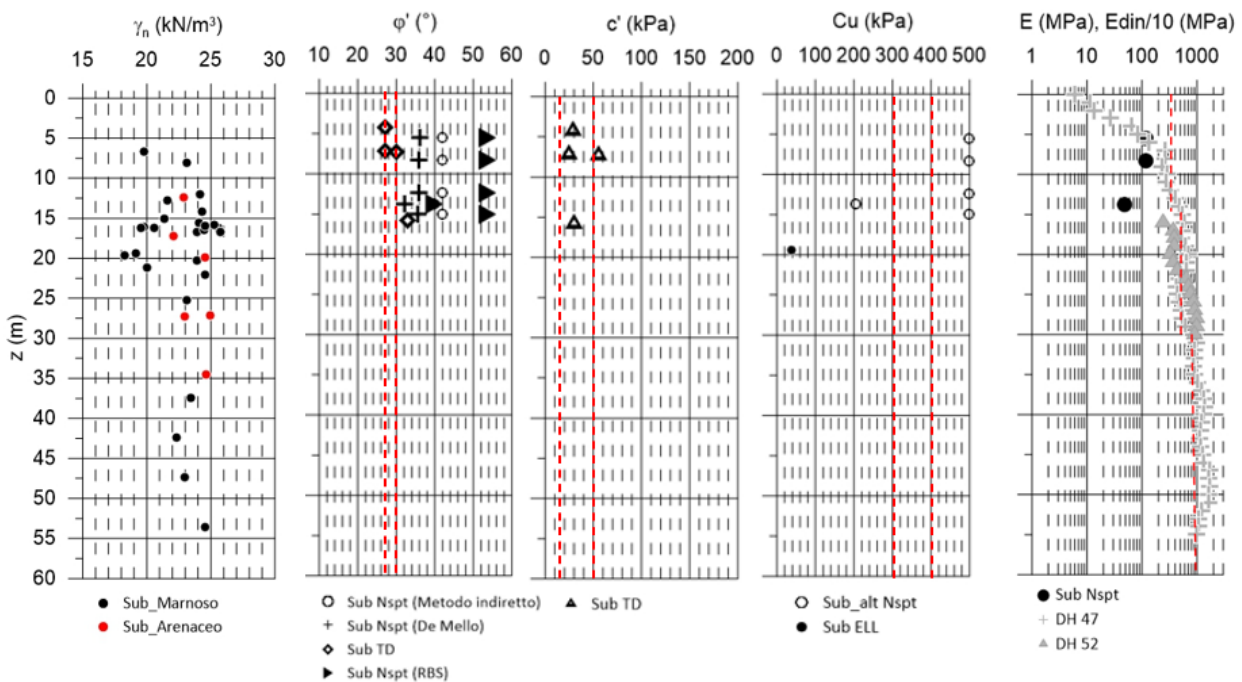 γn (kN/m³)
φ' (°)
c' (kPa)
Cu (kPa)
E (MPa), Edin/10 (MPa)
15 20 25 30
10 20 30 40 50 60
0 50 100 150 200
0 100 200 300 400 500
1 10 100 1000
0
5
10
15
20
25
30
35
40
45
50
55
60
z (m)
Sub_Marnoso
Sub_Arenaceo
Sub Nspt (Metodo indiretto)
Sub Nspt (De Mello)
Sub TD
Sub Nspt (RBS)
Sub TD
Sub_alt Nspt
Sub ELL
Sub Nspt
DH 47
DH 52